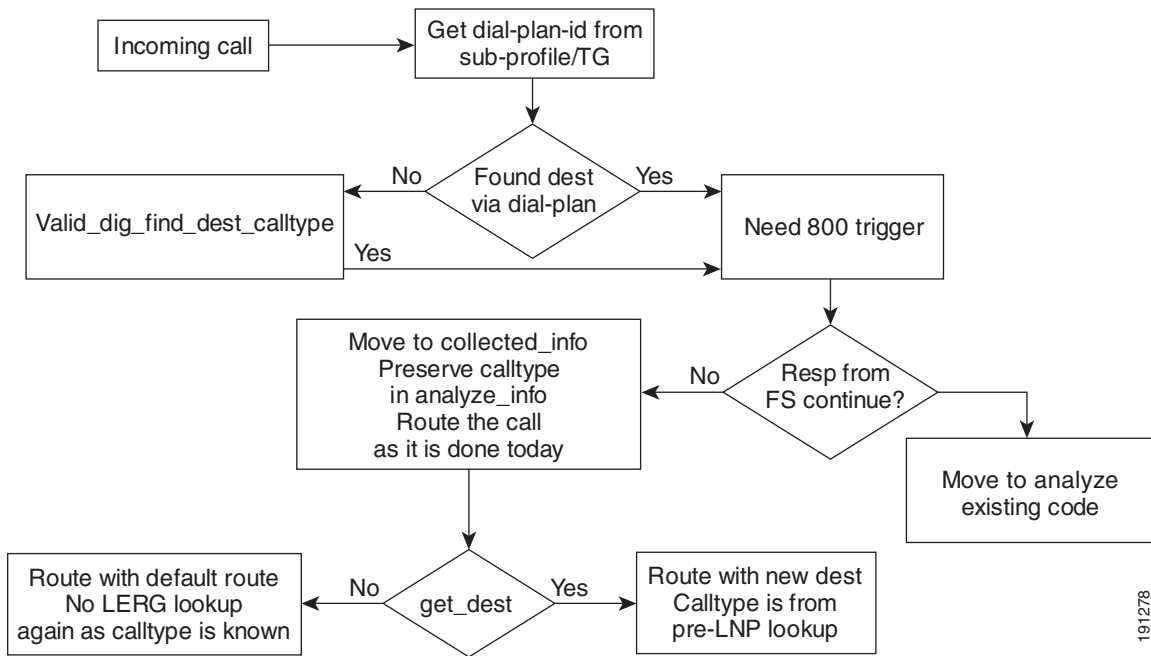 Incoming call
Get dial-plan-id from
sub-profile/TG
No
Found dest
via dial-plan
Yes
Valid_dig_find_dest_calltype
Yes
Need 800 trigger
Move to collected_info
Preserve calltype
in analyze_info
Route the call
as it is done today
No
Resp from
FS continue?
Move to analyze
existing code
Route with default route
No LERG lookup
again as calltype is known
No
get_dest
Yes
Route with new dest
Calltype is from
pre-LNP lookup
191278